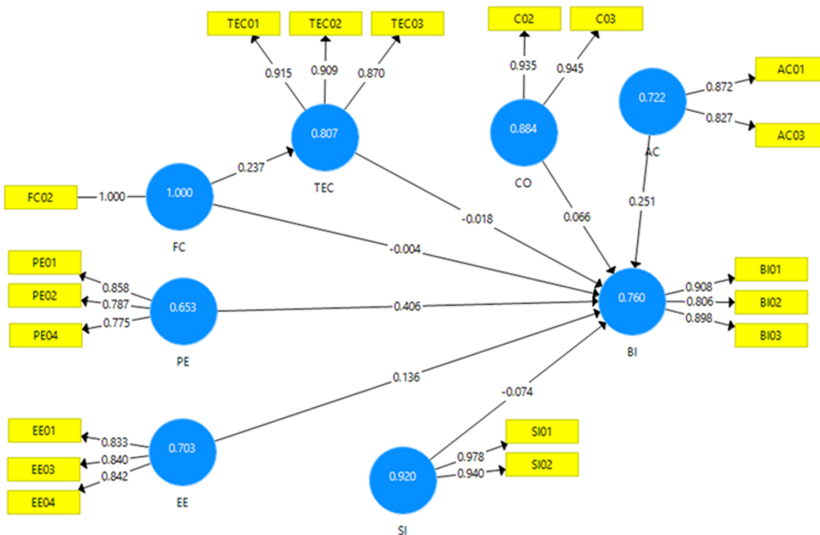 TEC01
TEC02
TEC03
C02
C03
AC01
AC03
0.915
0.909
0.870
0.935
0.945
0.872
0.827
0.722
AC
0.807
TEC
0.884
CO
0.237
0.251
FC02
1.000
1.000
FC
-0.018
0.066
-0.004
PE01
PE02
PE04
0.858
0.787
0.775
0.653
PE
0.406
0.760
BI
0.908
0.806
0.898
BI01
BI02
BI03
0.136
-0.074
EE01
EE03
EE04
0.833
0.840
0.842
0.703
EE
0.920
SI
0.978
0.940
SI01
SI02